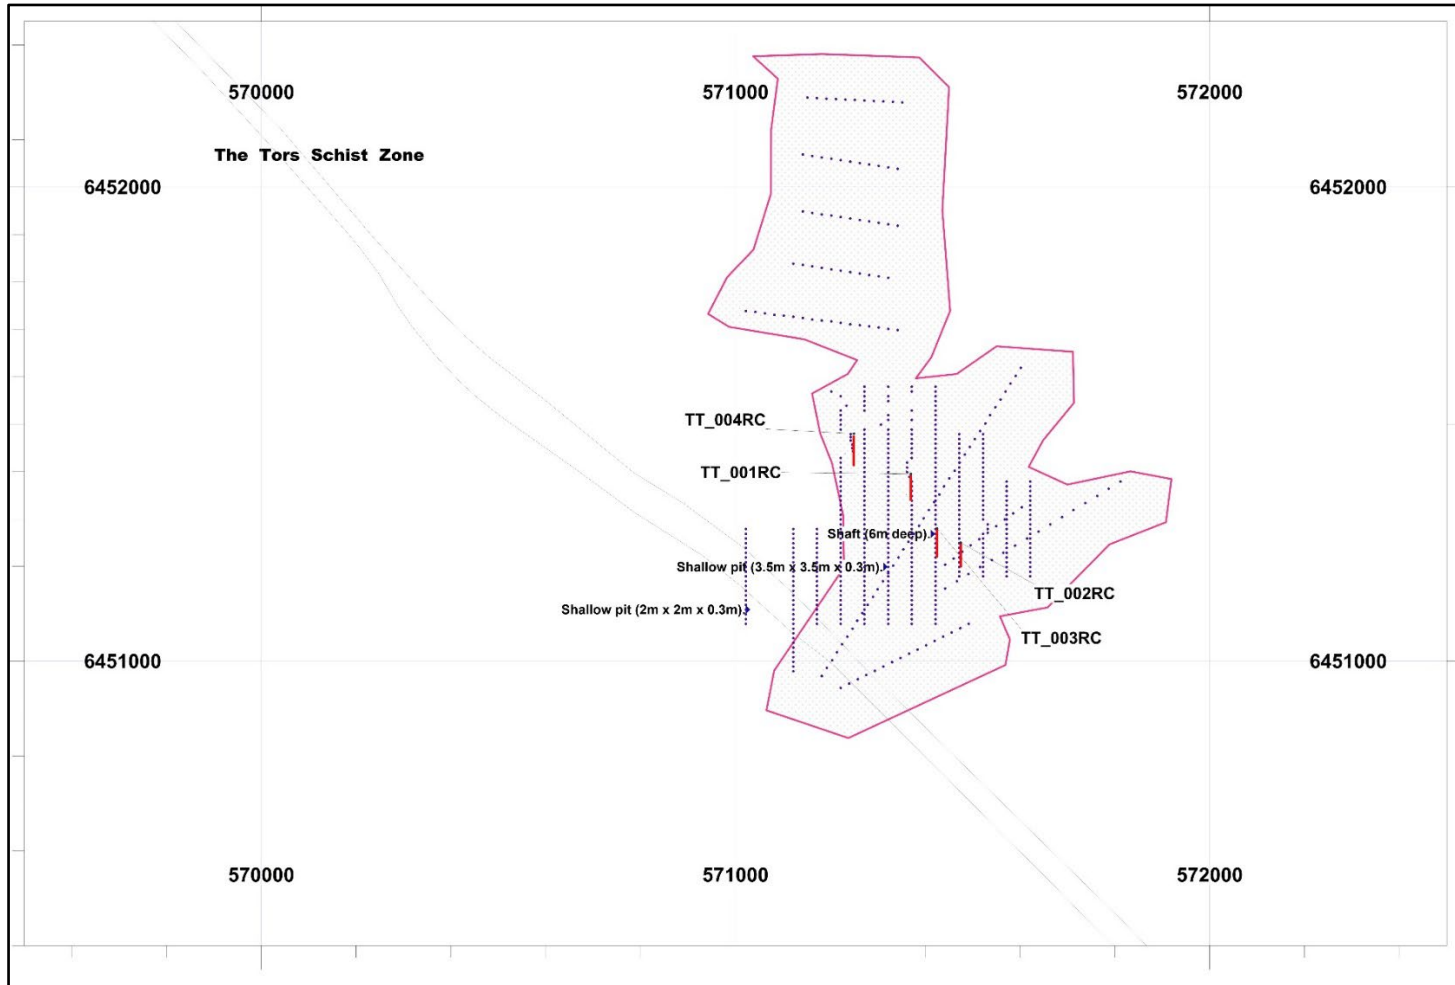 570000
571000
572000
The Tors Schist Zone
6452000
6452000
TT_004RC
TT_001RC
Shaft (6m deep)
Shallow pit (3.5m x 3.5m x 0.3m)
TT_002RC
Shallow pit (2m x 2m x 0.3m)
TT_003RC
6451000
6451000
570000
571000
572000